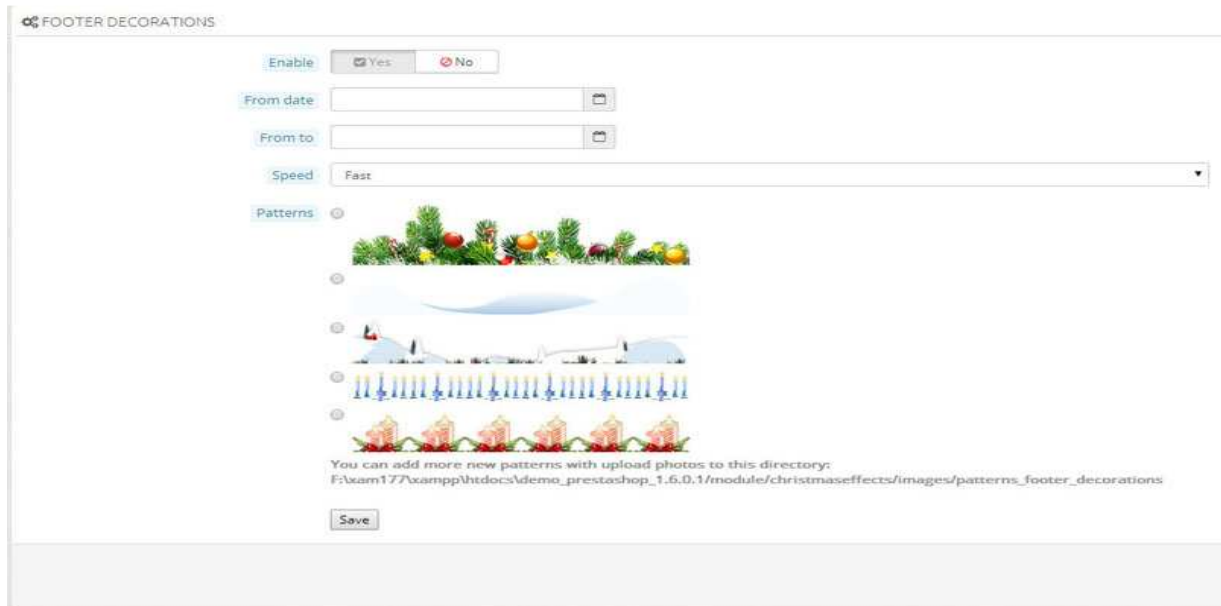 FOOTER DECORATIONS
Enable
Yes
No
From date
From to
Speed
Fast
Patterns
You can add more new patterns with upload photos to this directory:
F:\xam177\xampp\htdocs\demo_prestashop_1.6.0.1/module/christmaseffects/images/patterns_footer_decorations
Save